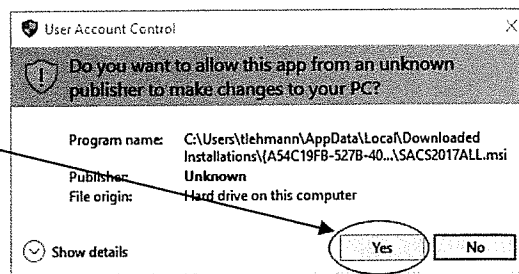 User Account Control
Do you want to allow this app from an unknown
publisher to make changes to your PC?
Program name: C:\Users\tlehmann\AppData\Local\Downloaded
Installations\{A54C19FB-527B-40...\SACS2017ALL.msi
Publisher: Unknown
File origin: Hard drive on this computer
Show details
Yes No